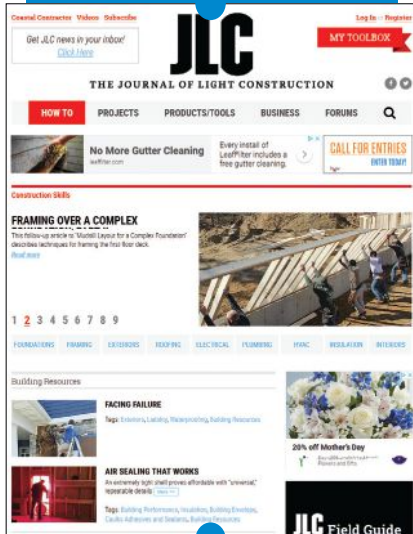 Coastal Contractor Videos Subscribe
Log In or Register
Get JLC news in your inbox!
Click Here
JLC
MY TOOLBOX
THE JOURNAL OF LIGHT CONSTRUCTION
HOW TO PROJECTS PRODUCTS/TOOLS BUSINESS FORUMS
No More Gutter Cleaning
leaffilter.com
Every install of
LeafFilter includes a
free gutter cleaning.
CALL FOR ENTRIES
ENTER TODAY!
Construction Skills
FRAMING OVER A COMPLEX
This follow-up article to "Mudsill Layout for a Complex Foundation"
describes techniques for framing the first floor deck.
Read more
1 2 3 4 5 6 7 8 9
FOUNDATIONS FRAMING EXTERIORS ROOFING ELECTRICAL PLUMBING HVAC INSULATION INTERIORS
Building Resources
FACING FAILURE
Tags: Exteriors, Lathing, Waterproofing, Building Resources
20% off Mother's Day
Flowers and Gifts
AIR SEALING THAT WORKS
An extremely tight shell proves affordable with "universal,"
repeatable details
Tags: Building Performance, Insulation, Building Envelope,
Caulks Adhesives and Sealants, Building Resources
JLC Field Guide